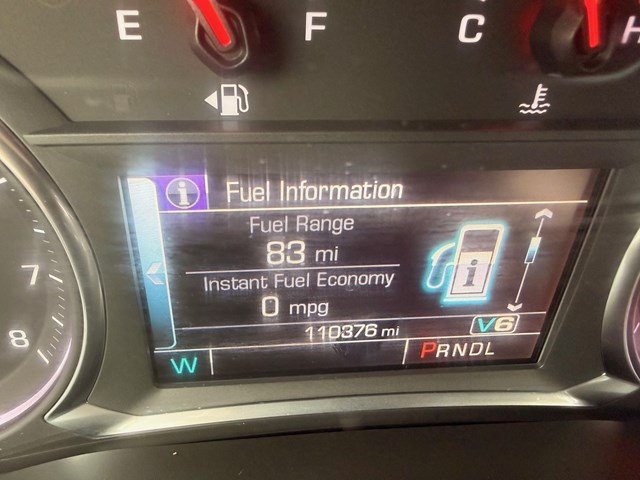 E F C H
7
8
i Fuel Information
Fuel Range
83 mi
Instant Fuel Economy
0 mpg
110376 mi
i
V6
W PRNDL